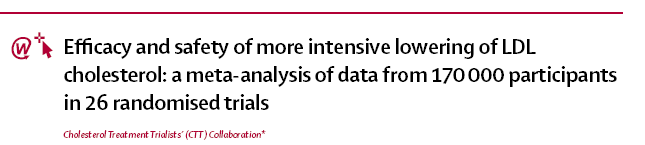 Efficacy and safety of more intensive lowering of LDL
cholesterol: a meta-analysis of data from 170 000 participants
in 26 randomised trials
Cholesterol Treatment Trialists' (CTT) Collaboration*